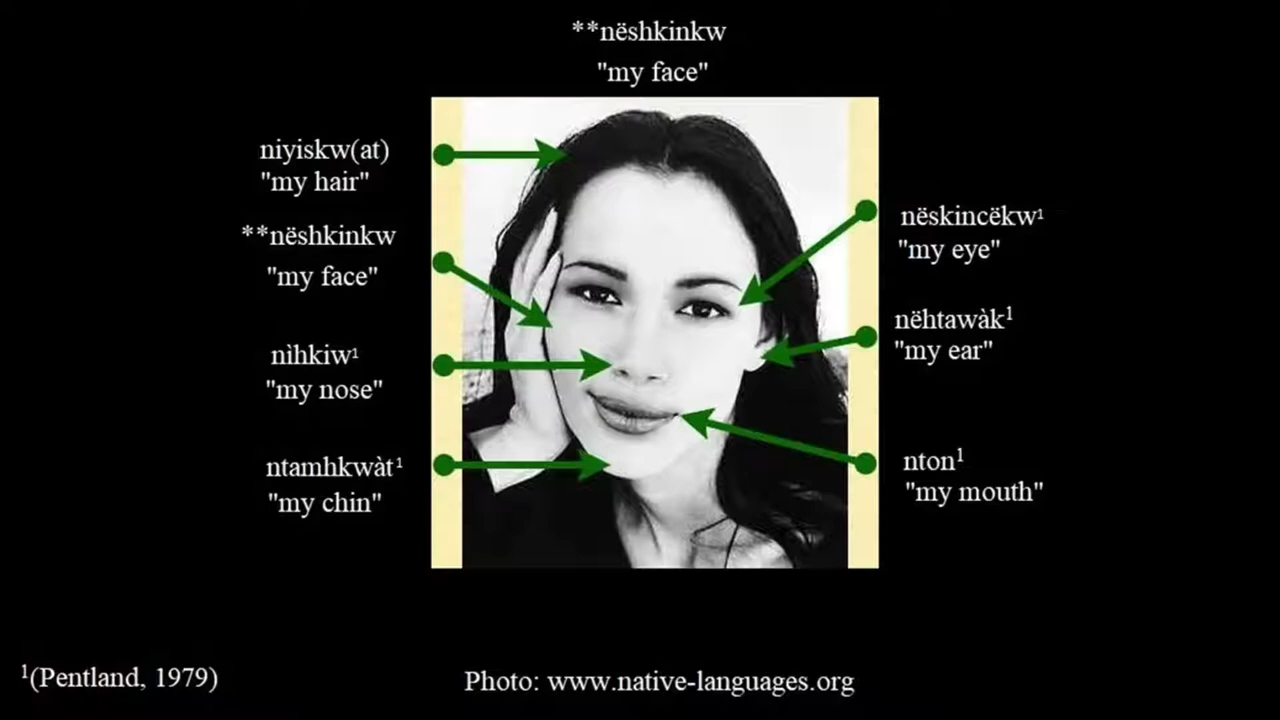 **nëshkinkw
"my face"
niyiskw(at)
"my hair"
**nëshkinkw
"my face"
nìhkiw¹
"my nose"
ntamhkwàt¹
"my chin"
nëskincëkw¹
"my eye"
nëhtawàk¹
"my ear"
nton¹
"my mouth"
¹(Pentland, 1979)
Photo: www.native-languages.org